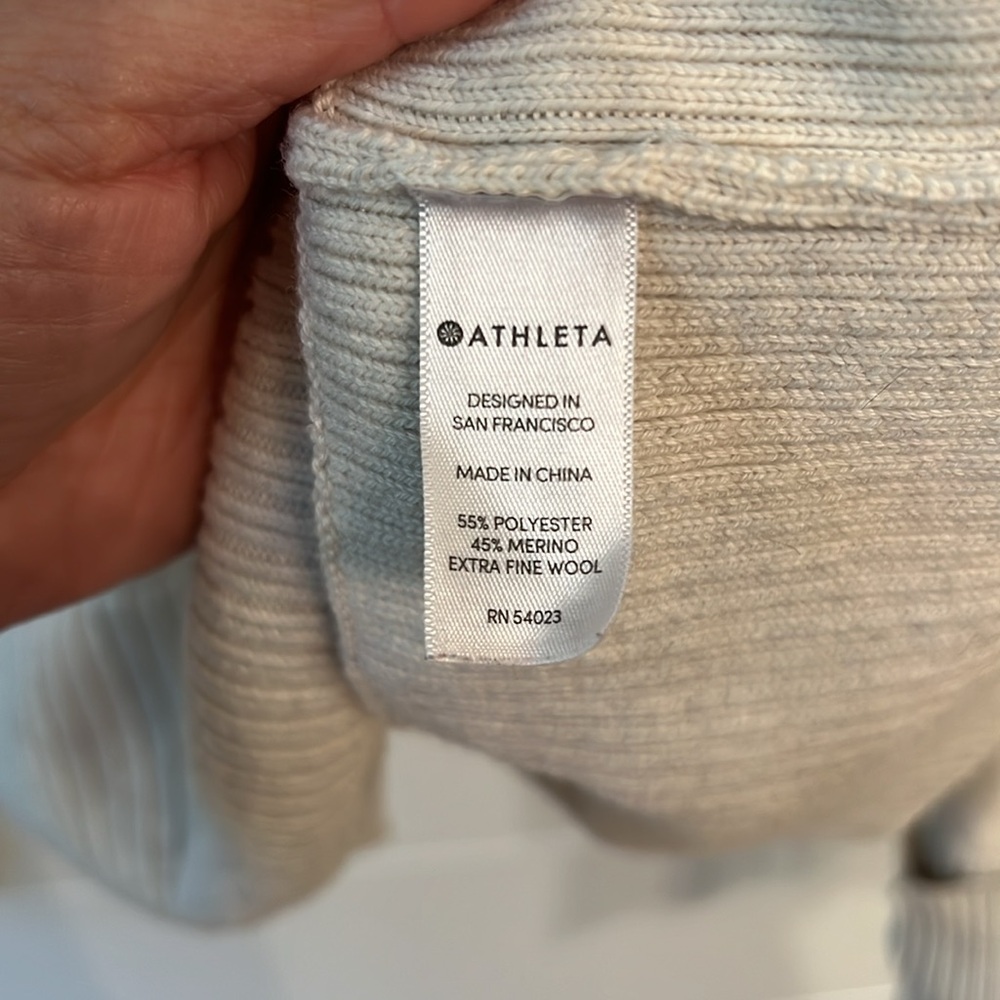 ATHLETA
DESIGNED IN
SAN FRANCISCO
MADE IN CHINA
55% POLYESTER
45% MERINO
EXTRA FINE WOOL
RN 54023